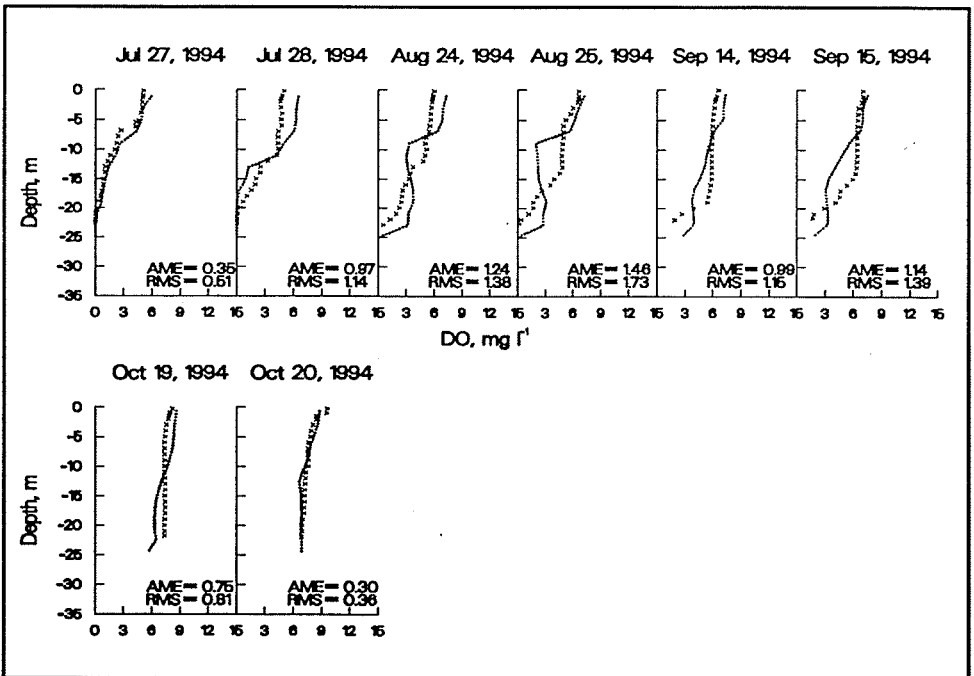 Jul 27, 1994 Jul 28, 1994 Aug 24, 1994 Aug 25, 1994 Sep 14, 1994 Sep 15, 1994
0
-5
-10
-15
-20
-25
-30
-35
Depth, m
AME= 0.35 AME= 0.97 AME= 1.24 AME= 1.46 AME= 0.99 AME= 1.14
RMS= 0.51 RMS= 1.14 RMS= 1.38 RMS= 1.73 RMS= 1.15 RMS= 1.39
0 3 6 9 12 15 3 6 9 12 15 3 6 9 12 15 3 6 9 12 15 3 6 9 12 15 3 6 9 12 15
DO, mg l⁻¹
Oct 19, 1994 Oct 20, 1994
0
-5
-10
-15
-20
-25
-30
-35
Depth, m
AME= 0.75 AME= 0.30
RMS= 0.81 RMS= 0.36
0 3 6 9 12 15 3 6 9 12 15